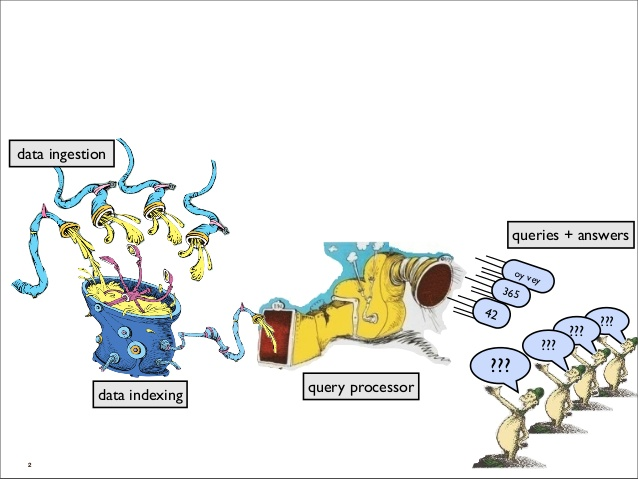 data ingestion
queries + answers
oy vey
365
42
???
???
???
???
data indexing
query processor
2